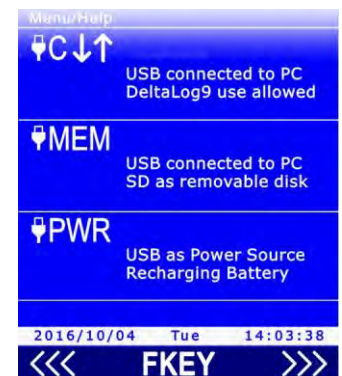 Menu/Help
C↓↑
USB connected to PC
DeltaLog9 use allowed
MEM
USB connected to PC
SD as removable disk
PWR
USB as Power Source
Recharging Battery
2016/10/04 Tue 14:03:38
<<< FKEY >>>